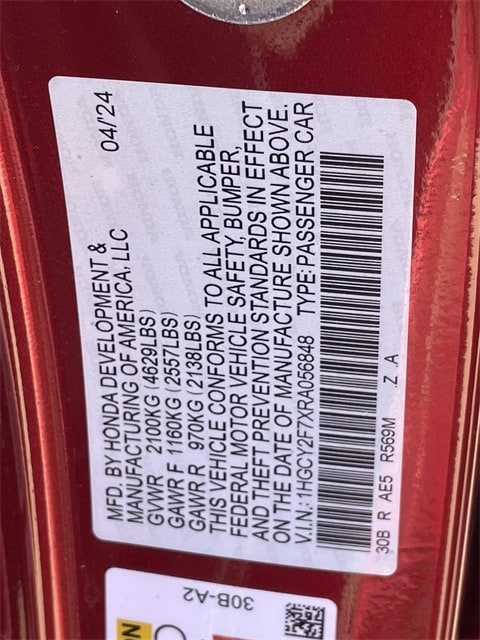 MFD. BY HONDA DEVELOPMENT & 04/'24
MANUFACTURING OF AMERICA, LLC
GVWR 2100KG (4629LBS)
GAWR F 1160KG (2557LBS)
GAWR R 970KG (2138LBS)
THIS VEHICLE CONFORMS TO ALL APPLICABLE
FEDERAL MOTOR VEHICLE SAFETY, BUMPER,
AND THEFT PREVENTION STANDARDS IN EFFECT
ON THE DATE OF MANUFACTURE SHOWN ABOVE.
V.I.N.: 1HGCY2F7XRA056848 TYPE: PASSENGER CAR
30B R AE5 R569M Z A
30B-A2